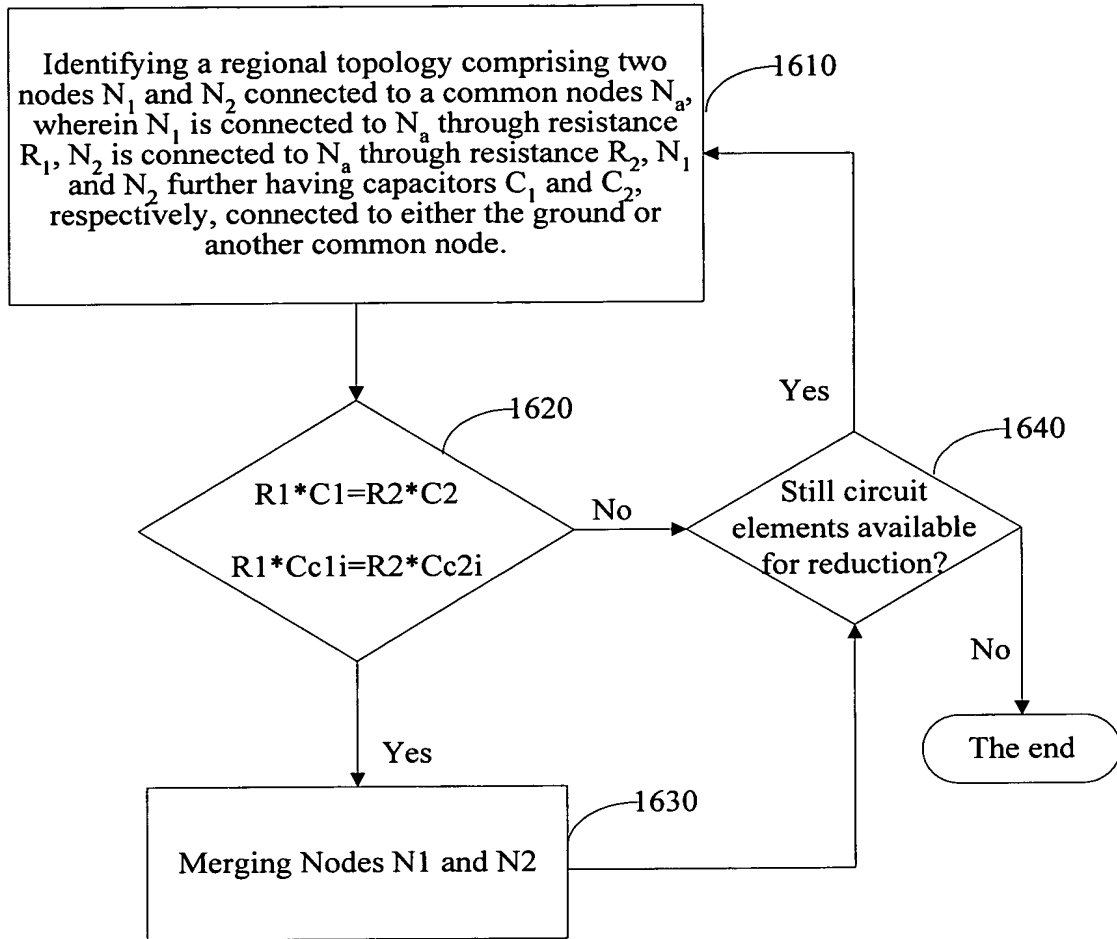 Identifying a regional topology comprising two
nodes N₁ and N₂ connected to a common nodes Nₐ,
wherein N₁ is connected to Nₐ through resistance
R₁, N₂ is connected to Nₐ through resistance R₂, N₁
and N₂ further having capacitors C₁ and C₂,
respectively, connected to either the ground or
another common node.
1610
R1*C1=R2*C2
R1*Cc1i=R2*Cc2i
1620
No
Yes
Still circuit
elements available
for reduction?
1640
Yes
No
The end
Merging Nodes N1 and N2
1630